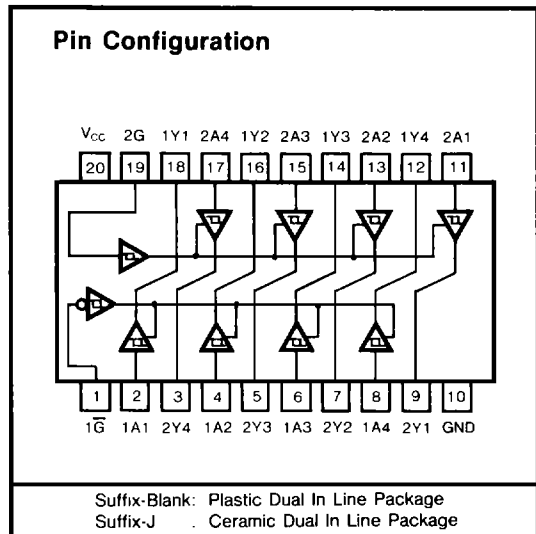 Pin Configuration
V_CC 2G 1Y1 2A4 1Y2 2A3 1Y3 2A2 1Y4 2A1
20 19 18 17 16 15 14 13 12 11
1 2 3 4 5 6 7 8 9 10
1G̅ 1A1 2Y4 1A2 2Y3 1A3 2Y2 1A4 2Y1 GND
Suffix-Blank: Plastic Dual In Line Package
Suffix-J . Ceramic Dual In Line Package